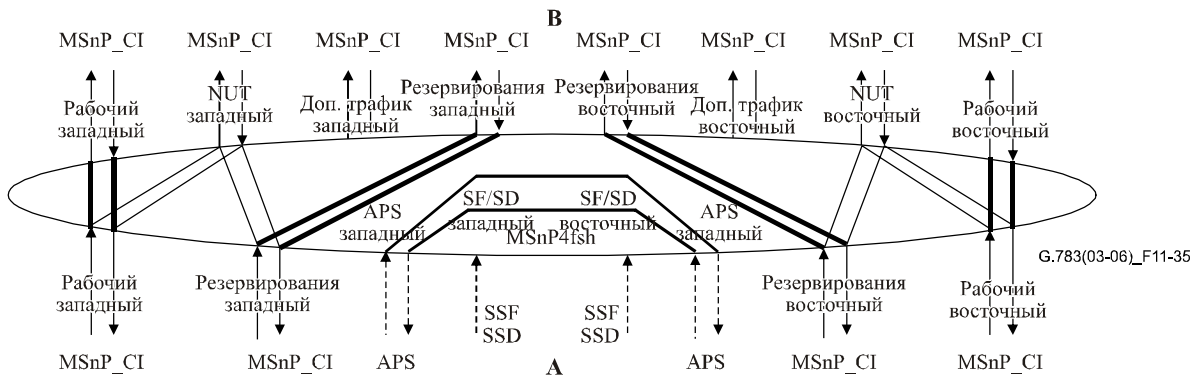 B
MSnP_CI MSnP_CI MSnP_CI MSnP_CI MSnP_CI MSnP_CI MSnP_CI MSnP_CI
Рабочий западный
NUT западный
Доп. трафик западный
Резервирования западный
Резервирования восточный
Доп. трафик восточный
NUT восточный
Рабочий восточный
APS западный
SF/SD западный
SF/SD восточный
APS западный
MSnP4fsh
G.783(03-06)_F11-35
Рабочий западный
Резервирования западный
SSF
SSD
SSF
SSD
Резервирования восточный
Рабочий восточный
MSnP_CI MSnP_CI APS A APS MSnP_CI MSnP_CI